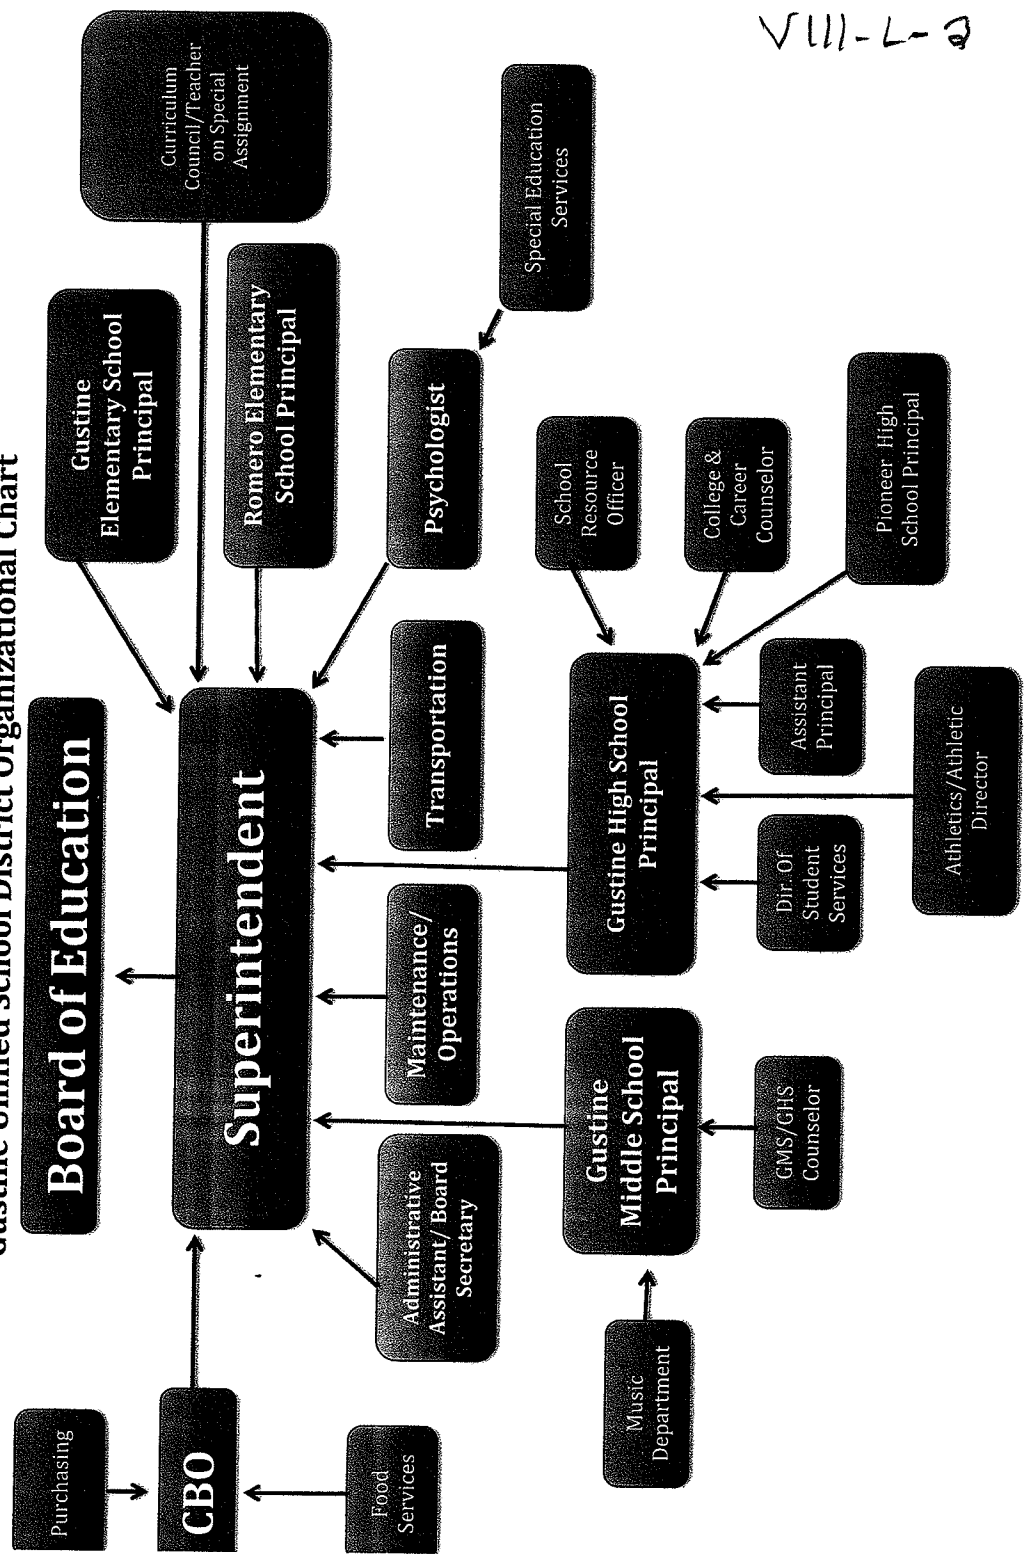 VIII-L-2
Gustine Unified School District Organizational Chart
Board of Education
Purchasing
CBO
Food
Services
Superintendent
Gustine
Elementary School
Principal
Curriculum
Council/Teacher
on Special
Assignment
Romero Elementary
School Principal
Psychologist
Special Education
Services
Administrative
Assistant/ Board
Secretary
Maintenance/
Operations
Transportation
Music
Department
Gustine
Middle School
Principal
GMS/GHS
Counselor
Gustine High School
Principal
School
Resource
Officer
College &
Career
Counselor
Pioneer High
School Principal
Dir. Of
Student
Services
Assistant
Principal
Athletics/Athletic
Director